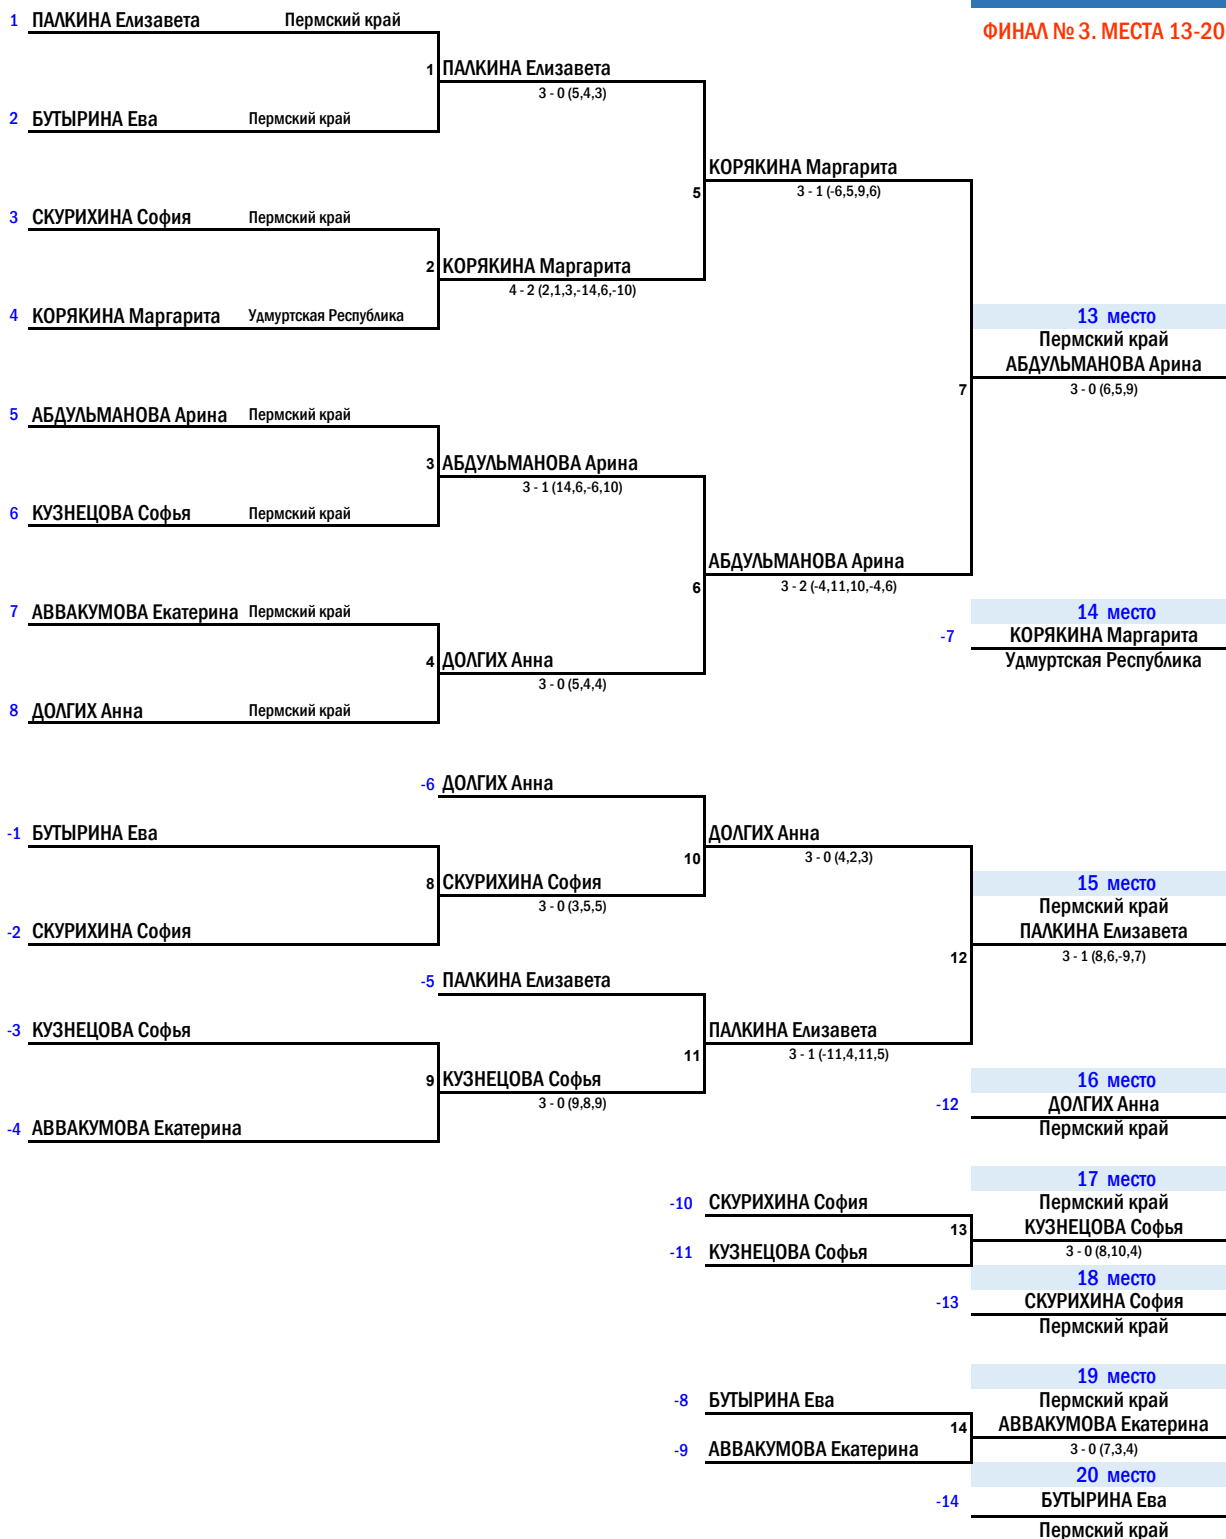 ФИНАЛ № 3. МЕСТА 13-20
1 ПАЛКИНА Елизавета Пермский край
1 ПАЛКИНА Елизавета
3 - 0 (5,4,3)
2 БУТЫРИНА Ева Пермский край
КОРЯКИНА Маргарита
5 3 - 1 (-6,5,9,6)
3 СКУРИХИНА София Пермский край
2 КОРЯКИНА Маргарита
4 - 2 (2,1,3,-14,6,-10)
4 КОРЯКИНА Маргарита Удмуртская Республика
13 место
Пермский край
АБДУЛЬМАНОВА Арина
7 3 - 0 (6,5,9)
5 АБДУЛЬМАНОВА Арина Пермский край
3 АБДУЛЬМАНОВА Арина
3 - 1 (14,6,-6,10)
6 КУЗНЕЦОВА Софья Пермский край
АБДУЛЬМАНОВА Арина
6 3 - 2 (-4,11,10,-4,6)
7 АВВАКУМОВА Екатерина Пермский край
14 место
-7 КОРЯКИНА Маргарита
Удмуртская Республика
4 ДОЛГИХ Анна
3 - 0 (5,4,4)
8 ДОЛГИХ Анна Пермский край
-6 ДОЛГИХ Анна
-1 БУТЫРИНА Ева
ДОЛГИХ Анна
10 3 - 0 (4,2,3)
8 СКУРИХИНА София
3 - 0 (3,5,5)
15 место
Пермский край
-2 СКУРИХИНА София
ПАЛКИНА Елизавета
12 3 - 1 (8,6,-9,7)
-5 ПАЛКИНА Елизавета
-3 КУЗНЕЦОВА Софья
ПАЛКИНА Елизавета
11 3 - 1 (-11,4,11,5)
9 КУЗНЕЦОВА Софья
3 - 0 (9,8,9)
16 место
-12 ДОЛГИХ Анна
Пермский край
-4 АВВАКУМОВА Екатерина
17 место
-10 СКУРИХИНА София
Пермский край
13 КУЗНЕЦОВА Софья
-11 КУЗНЕЦОВА Софья
3 - 0 (8,10,4)
18 место
-13 СКУРИХИНА София
Пермский край
19 место
-8 БУТЫРИНА Ева
Пермский край
14 АВВАКУМОВА Екатерина
-9 АВВАКУМОВА Екатерина
3 - 0 (7,3,4)
20 место
-14 БУТЫРИНА Ева
Пермский край